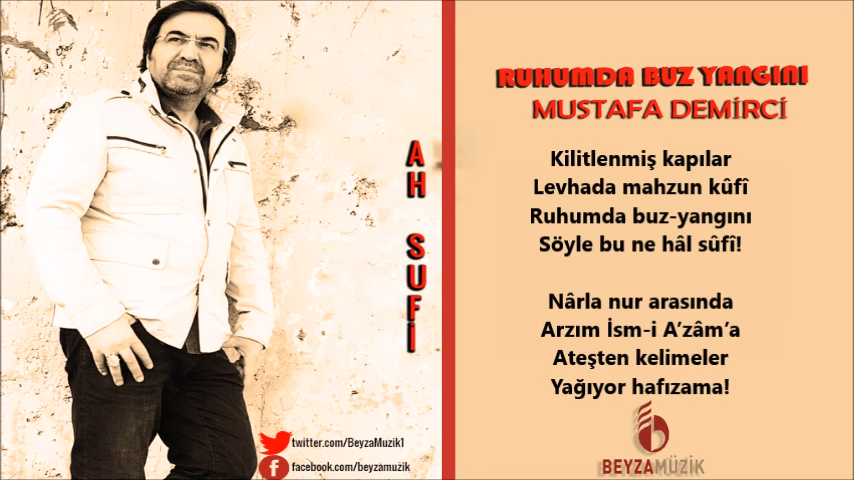 AH SUFİ
twitter.com/BeyzaMuzik1
facebook.com/beyzamuzik
RUHUMDA BUZ YANGINI
MUSTAFA DEMİRCİ
Kilitlenmiş kapılar
Levhada mahzun kûfî
Ruhumda buz-yangını
Söyle bu ne hâl sûfî!
Nârla nur arasında
Arzım İsm-i A’zâm’a
Ateşten kelimeler
Yağıyor hafızama!
BEYZAMÜZİK